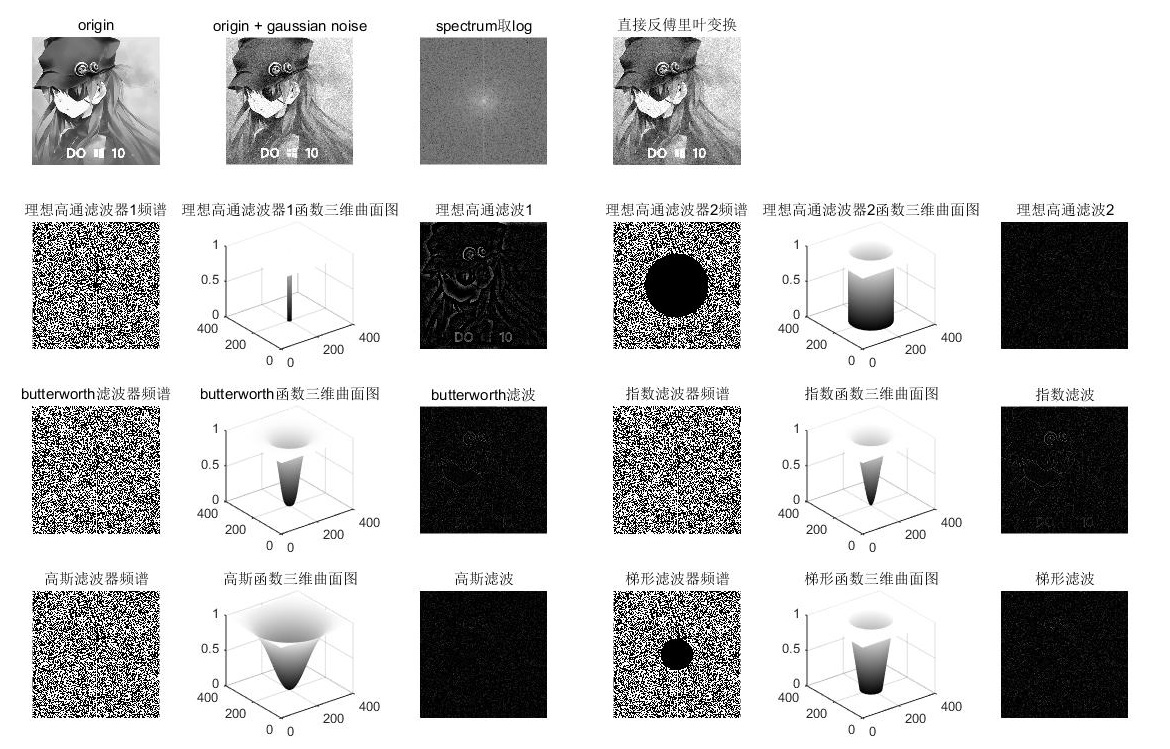 origin
origin + gaussian noise
spectrum取log
直接反傅里叶变换
DO 10
DO 10
DO 10
理想高通滤波器1频谱
理想高通滤波器1函数三维曲面图
理想高通滤波1
理想高通滤波器2频谱
理想高通滤波器2函数三维曲面图
理想高通滤波2
1
0.5
0
400
200
0
0
200
400
DO 10
1
0.5
0
400
200
0
0
200
400
butterworth滤波器频谱
butterworth函数三维曲面图
butterworth滤波
指数滤波器频谱
指数函数三维曲面图
指数滤波
1
0.5
0
400
200
0
0
200
400
1
0.5
0
400
200
0
0
200
400
DO 10
高斯滤波器频谱
高斯函数三维曲面图
高斯滤波
梯形滤波器频谱
梯形函数三维曲面图
梯形滤波
1
0.5
0
400
200
0
0
200
400
1
0.5
0
400
200
0
0
200
400